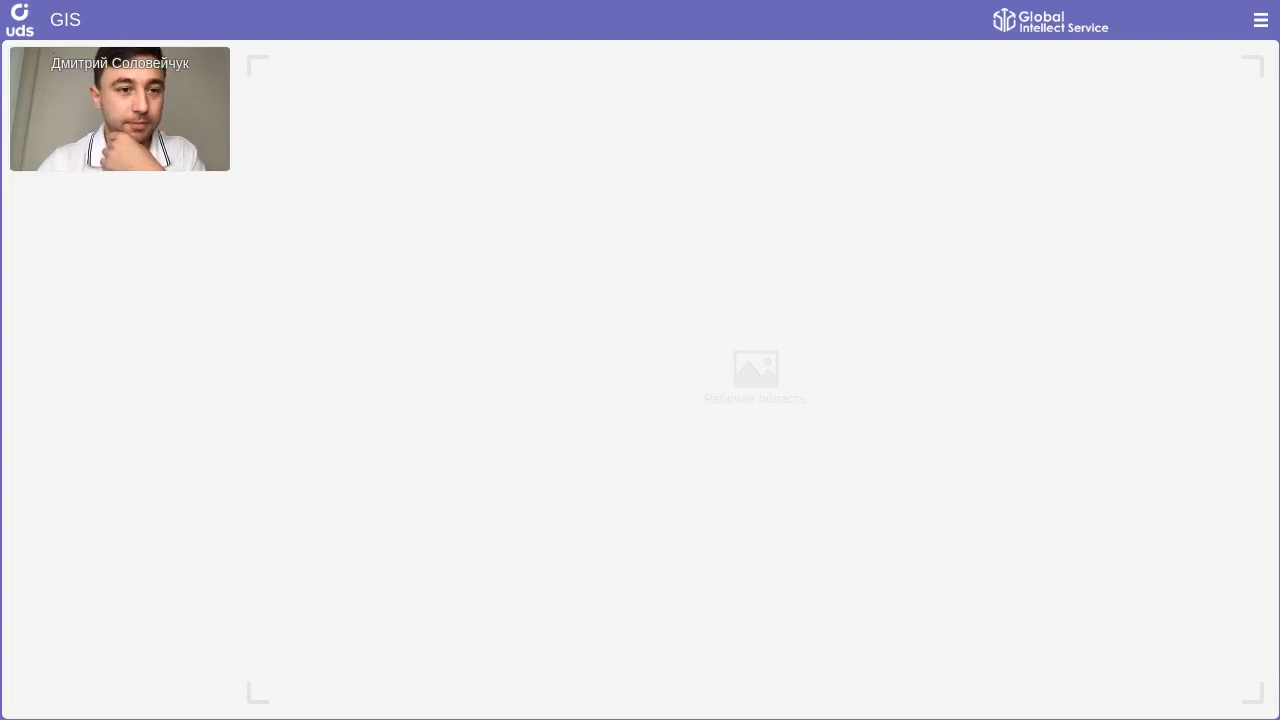 uds
GIS
Global
Intellect Service
Дмитрий Соловейчук
Рабочая область